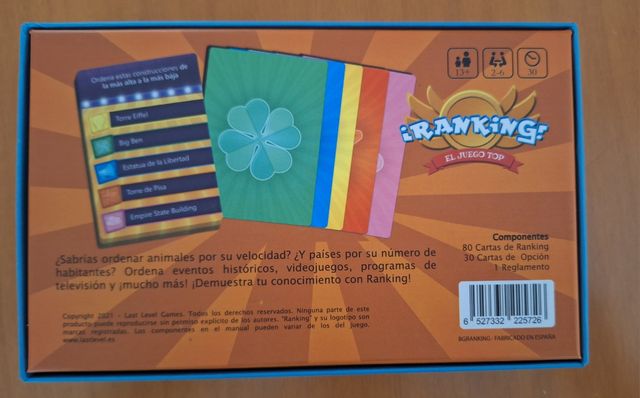 Ordena estas construcciones de
la más alta a la más baja
Torre Eiffel
Big Ben
Estatua de la Libertad
Torre de Pisa
Empire State Building
13+
2-6
30
¡RANKING!
EL JUEGO TOP
¿Sabrías ordenar animales por su velocidad? ¿Y países por su número de
habitantes? Ordena eventos históricos, videojuegos, programas de
televisión y ¡mucho más! ¡Demuestra tu conocimiento con Ranking!
Componentes
80 Cartas de Ranking
30 Cartas de Opción
1 Reglamento
Copyright 2021 - Last Level Games. Todos los derechos reservados. Ninguna parte de este
producto puede reproducirse sin permiso explícito de los autores. "Ranking" y su logotipo son
marcas registradas. Los componentes en el manual pueden variar de los del juego.
www.lastlevel.es
6 527332 225726
BGRANKING - FABRICADO EN ESPAÑA